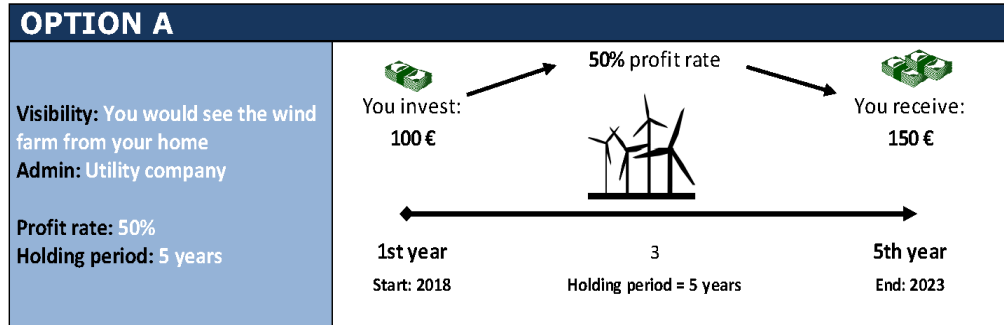 OPTION A
Visibility: You would see the wind
farm from your home
Admin: Utility company
Profit rate: 50%
Holding period: 5 years
50% profit rate
You invest:
100 €
You receive:
150 €
1st year
3
5th year
Start: 2018
Holding period = 5 years
End: 2023